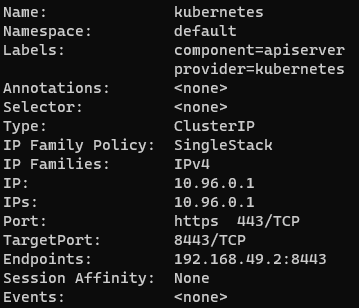 Name:              kubernetes
Namespace:         default
Labels:            component=apiserver
                   provider=kubernetes
Annotations:       <none>
Selector:          <none>
Type:              ClusterIP
IP Family Policy:  SingleStack
IP Families:       IPv4
IP:                10.96.0.1
IPs:               10.96.0.1
Port:              https  443/TCP
TargetPort:        8443/TCP
Endpoints:         192.168.49.2:8443
Session Affinity:  None
Events:            <none>